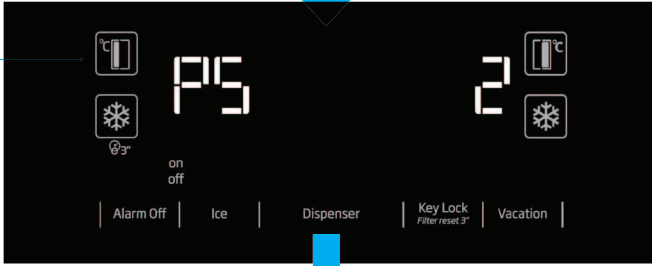 °C
°C
PS 2
3"
on
off
Alarm Off
Ice
Dispenser
Key Lock
Filter reset 3"
Vacation